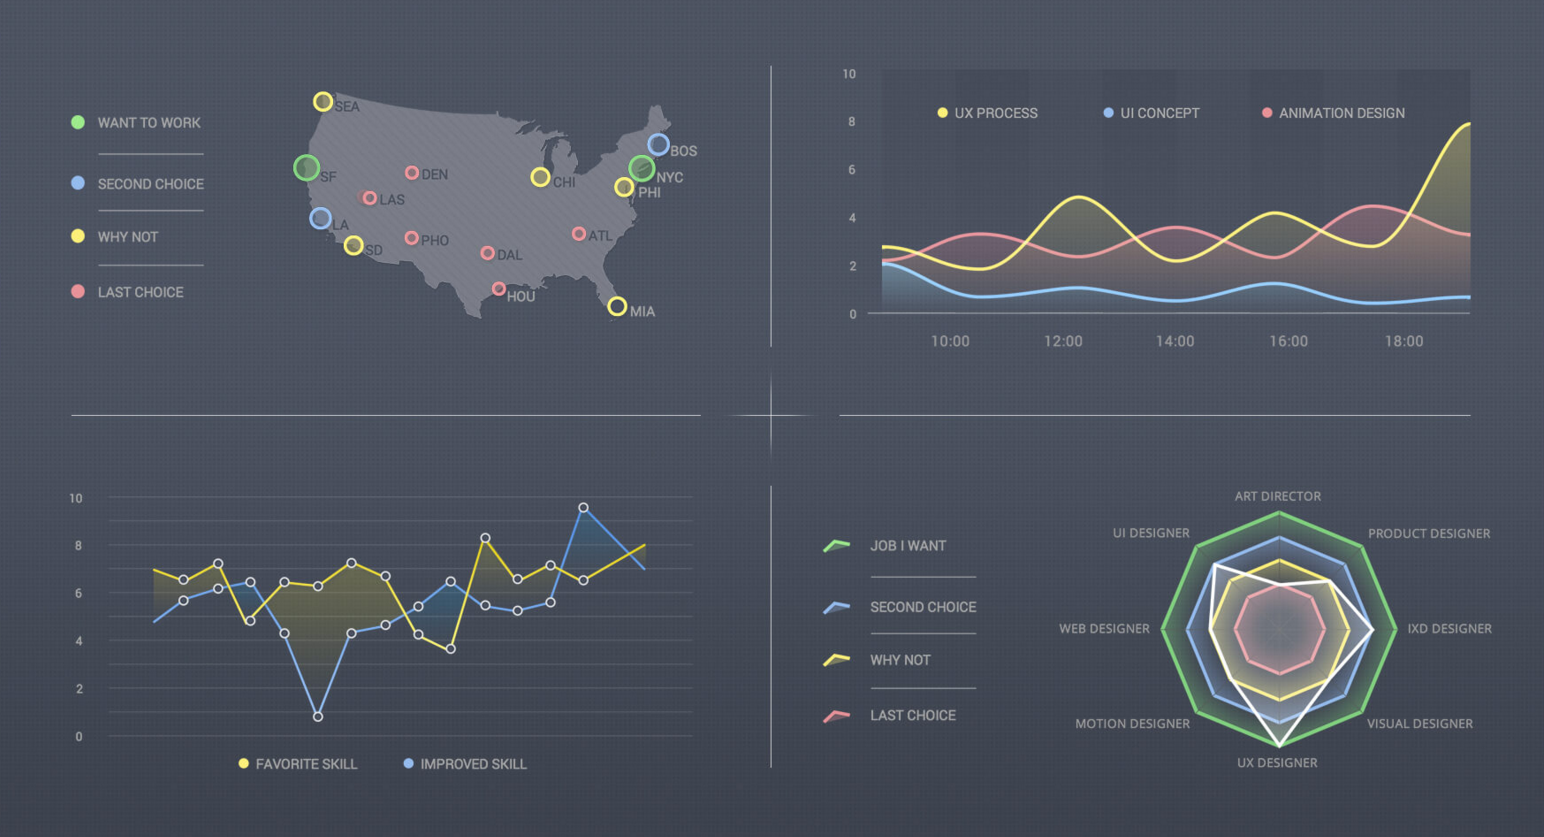 WANT TO WORK
SECOND CHOICE
WHY NOT
LAST CHOICE
SEA
SF
LA
SD
LAS
DEN
PHO
DAL
HOU
CHI
ATL
MIA
PHI
NYC
BOS
10
8
6
4
2
0
UX PROCESS
UI CONCEPT
ANIMATION DESIGN
10:00
12:00
14:00
16:00
18:00
10
8
6
4
2
0
FAVORITE SKILL
IMPROVED SKILL
JOB I WANT
SECOND CHOICE
WHY NOT
LAST CHOICE
ART DIRECTOR
UI DESIGNER
PRODUCT DESIGNER
WEB DESIGNER
IXD DESIGNER
MOTION DESIGNER
VISUAL DESIGNER
UX DESIGNER